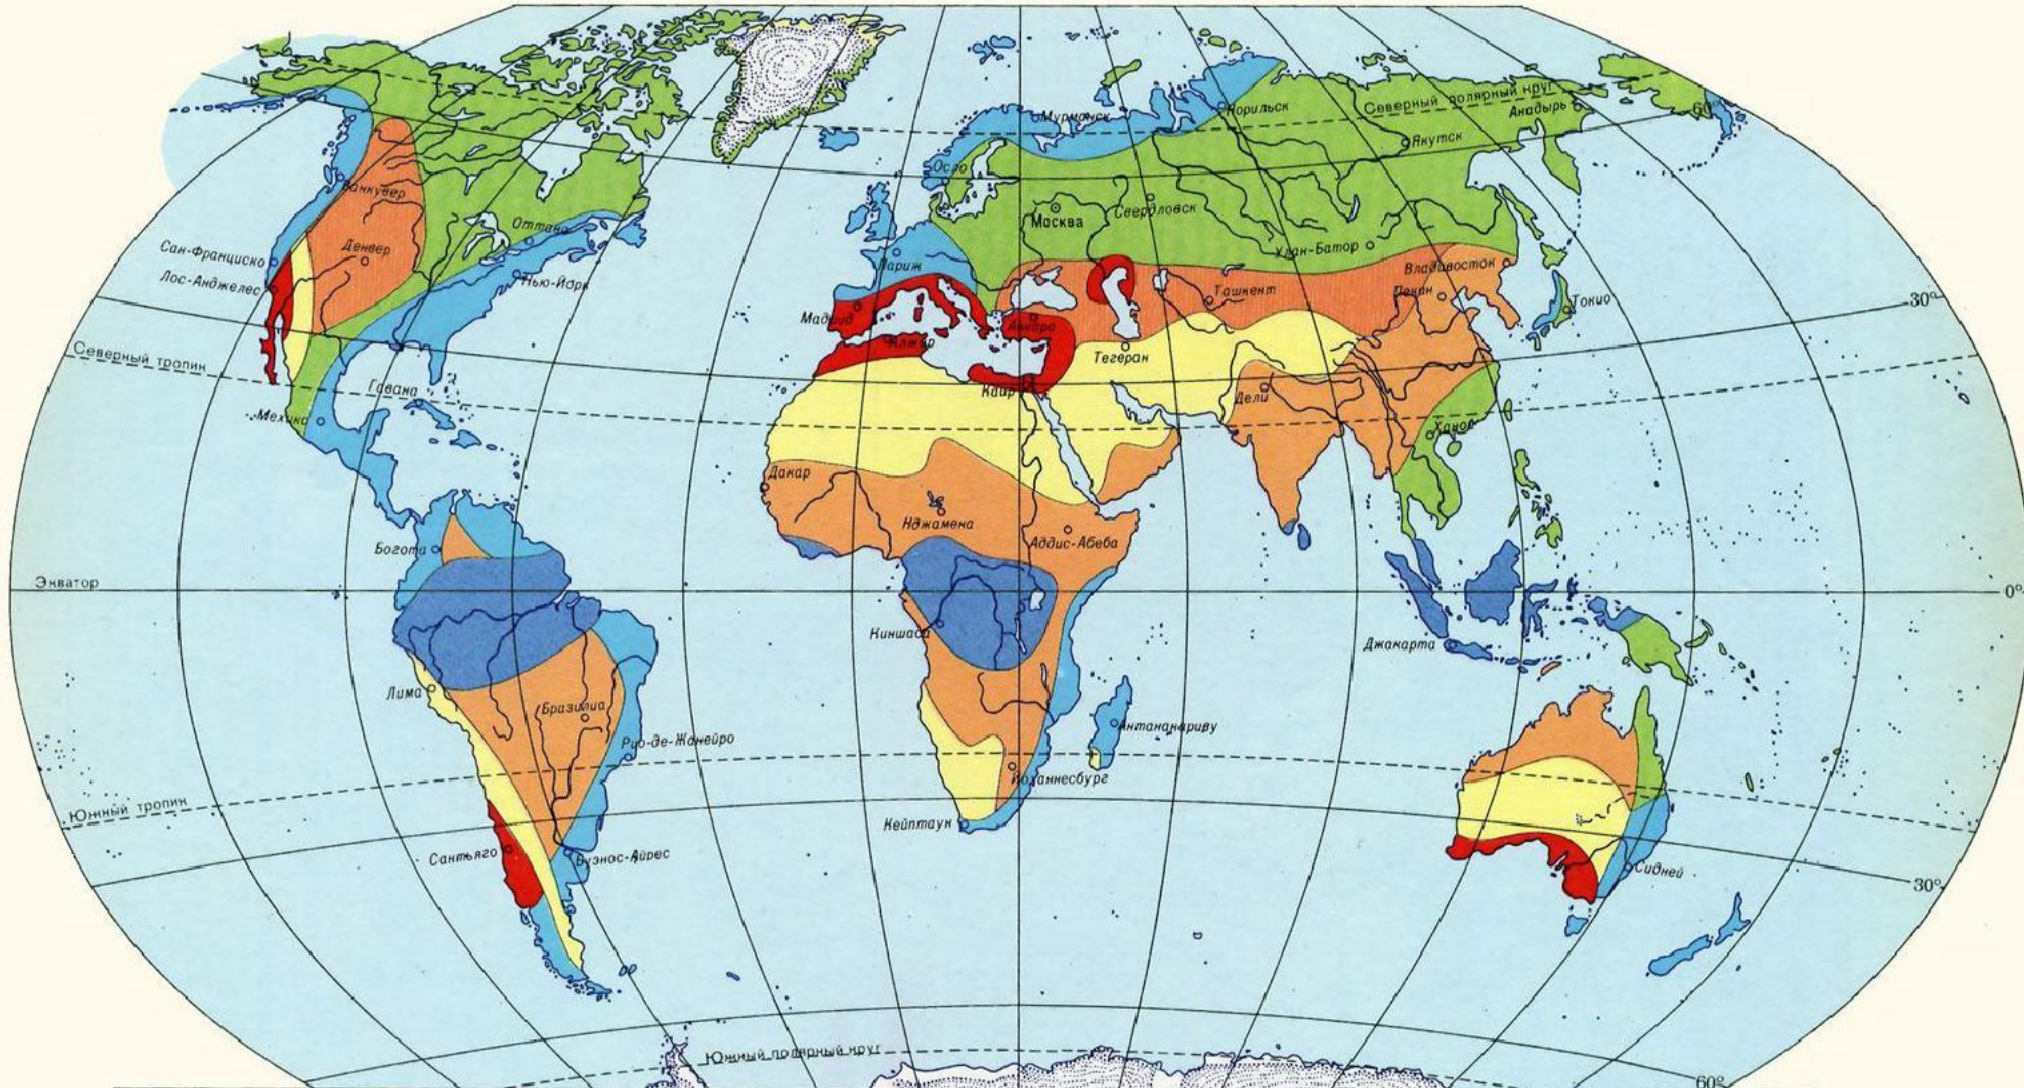 Северный полярный круг
60°
Анадырь
Норильск
Мурманск
Якутск
Осло
Ванкувер
Москва
Свердловск
Оттава
Улан-Батор
Сан-Франциско
Денвер
Париж
Владивосток
Лос-Анджелес
Нью-Йорк
Ташкент
Пекин
Токио
30°
Мадрид
Анкара
Алжир
Северный тропик
Тегеран
Гавана
Каир
Дели
Мехико
Ханой
Дакар
Нджамена
Аддис-Абеба
Богота
Экватор
0°
Киншаса
Джакарта
Лима
Бразилиа
Антананариву
Рио-де-Жанейро
Йоханнесбург
Южный тропик
Кейптаун
Сантьяго
Буэнос-Айрес
Сидней
30°
Южный полярный круг
60°